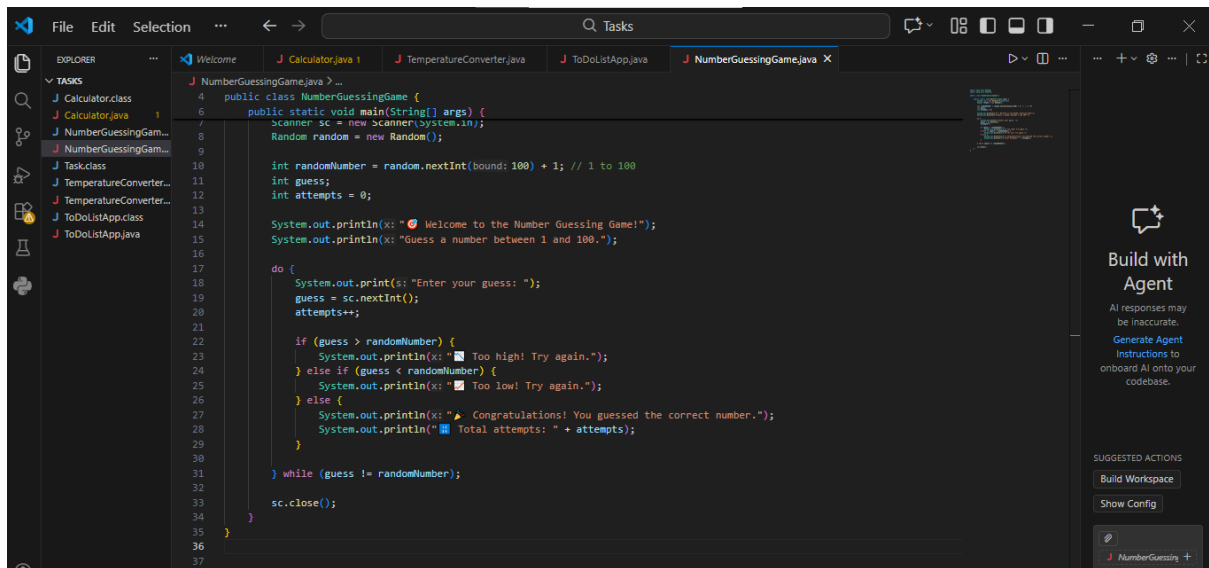 File Edit Selection ··· Tasks
EXPLORER ···
TASKS
Calculator.class
Calculator.java 1
NumberGuessingGam...
NumberGuessingGam...
Task.class
TemperatureConverter...
TemperatureConverter...
ToDoListApp.class
ToDoListApp.java
Welcome J Calculator.java 1 J TemperatureConverter.java J ToDoListApp.java J NumberGuessingGame.java
J NumberGuessingGame.java > ...
4 public class NumberGuessingGame {
6 public static void main(String[] args) {
7 Scanner sc = new Scanner(System.in);
8 Random random = new Random();
9
10 int randomNumber = random.nextInt(bound: 100) + 1; // 1 to 100
11 int guess;
12 int attempts = 0;
13
14 System.out.println(x: "🎯 Welcome to the Number Guessing Game!");
15 System.out.println(x: "Guess a number between 1 and 100.");
16
17 do {
18 System.out.print(s: "Enter your guess: ");
19 guess = sc.nextInt();
20 attempts++;
21
22 if (guess > randomNumber) {
23 System.out.println(x: "📉 Too high! Try again.");
24 } else if (guess < randomNumber) {
25 System.out.println(x: "📈 Too low! Try again.");
26 } else {
27 System.out.println(x: "🎉 Congratulations! You guessed the correct number.");
28 System.out.println("🔢 Total attempts: " + attempts);
29 }
30
31 } while (guess != randomNumber);
32
33 sc.close();
34 }
35 }
36
37
Build with
Agent
AI responses may
be inaccurate.
Generate Agent
Instructions to
onboard AI onto your
codebase.
SUGGESTED ACTIONS
Build Workspace
Show Config
J NumberGuessing +